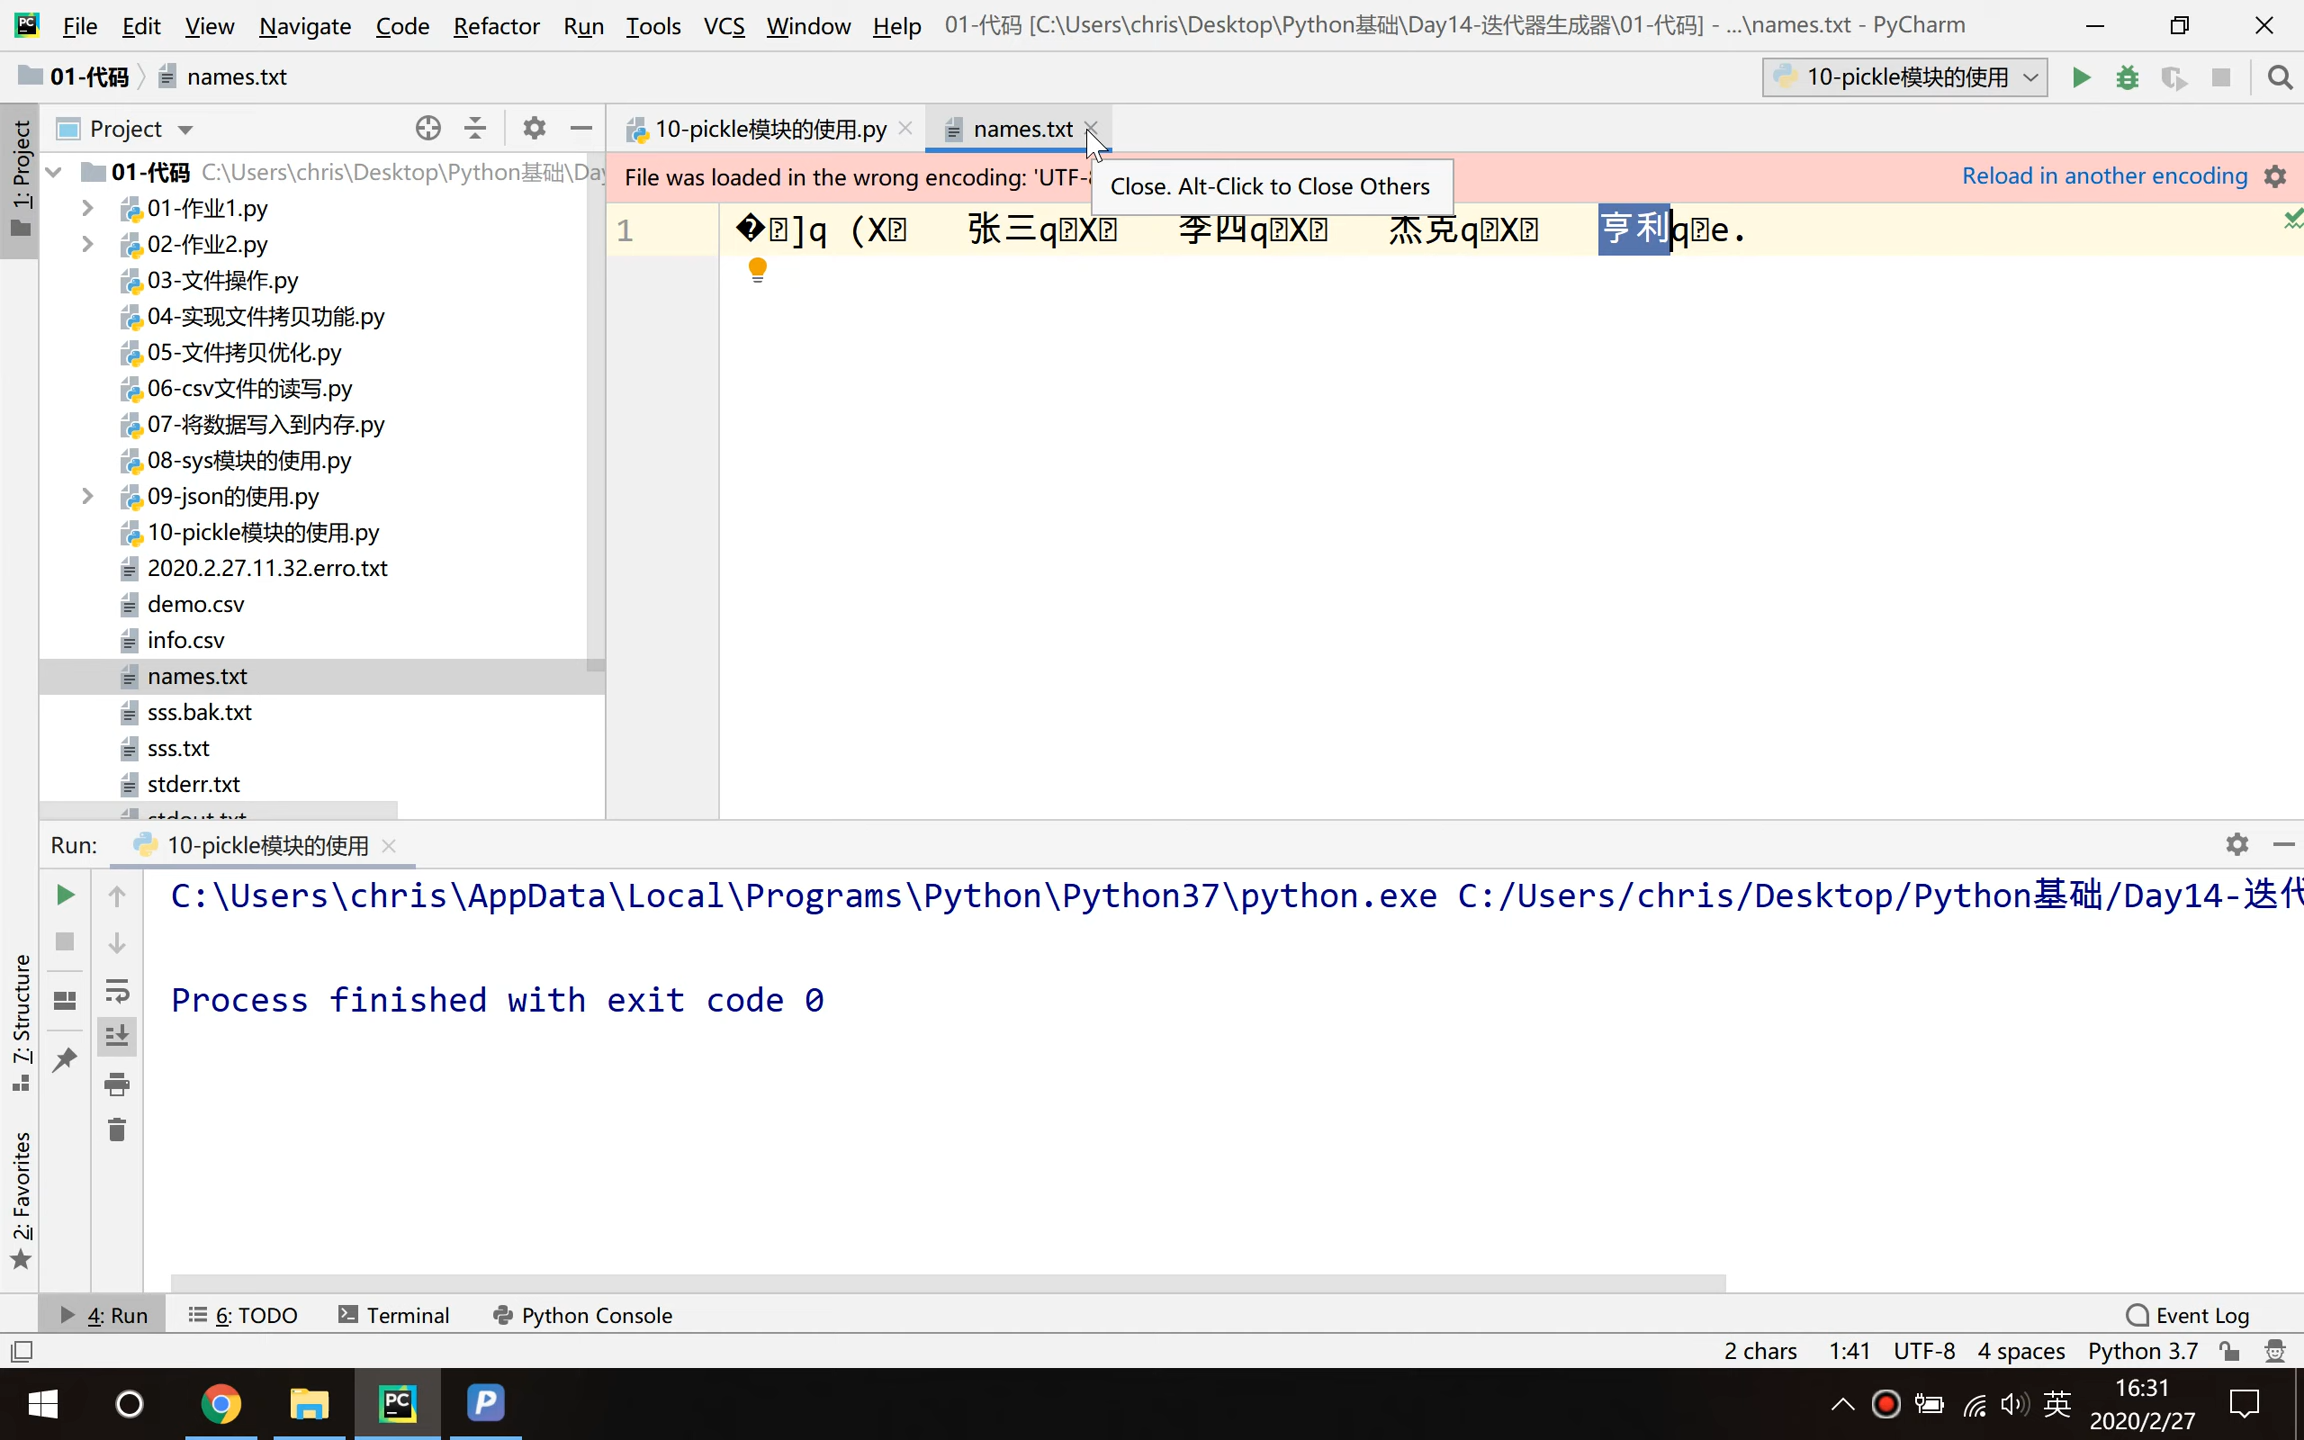 File Edit View Navigate Code Refactor Run Tools VCS Window Help 01-代码 [C:\Users\chris\Desktop\Python基础\Day14-迭代器生成器\01-代码] - ...\names.txt - PyCharm
01-代码 names.txt
10-pickle模块的使用
1: Project
Project
10-pickle模块的使用.py
names.txt
01-代码 C:\Users\chris\Desktop\Python基础\Day
File was loaded in the wrong encoding: 'UTF-8
Close. Alt-Click to Close Others
Reload in another encoding
01-作业1.py
02-作业2.py
03-文件操作.py
04-实现文件拷贝功能.py
05-文件拷贝优化.py
06-csv文件的读写.py
07-将数据写入到内存.py
08-sys模块的使用.py
09-json的使用.py
10-pickle模块的使用.py
2020.2.27.11.32.erro.txt
demo.csv
info.csv
names.txt
sss.bak.txt
sss.txt
stderr.txt
stdout.txt
1 �]q (X 张三qX 李四qX 杰克qX 亨利qe.
Run: 10-pickle模块的使用
C:\Users\chris\AppData\Local\Programs\Python\Python37\python.exe C:/Users/chris/Desktop/Python基础/Day14-迭代
Process finished with exit code 0
7: Structure
2: Favorites
4: Run 6: TODO Terminal Python Console Event Log
2 chars 1:41 UTF-8 4 spaces Python 3.7
英 16:31
2020/2/27